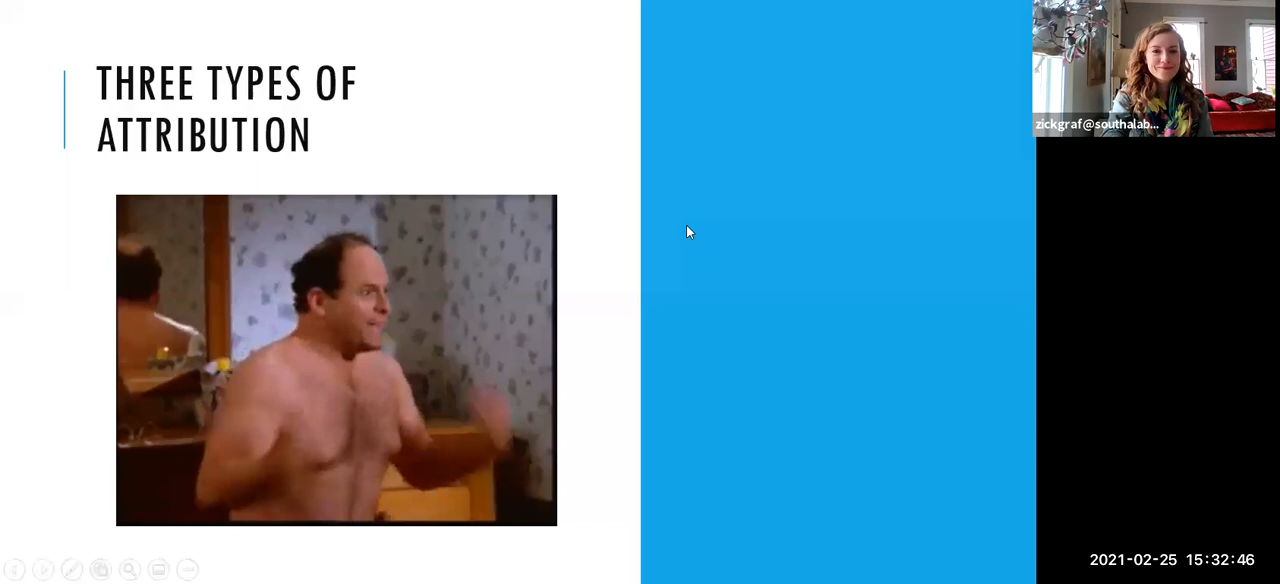 THREE TYPES OF
ATTRIBUTION
zickgraf@southalab...
2021-02-25 15:32:46